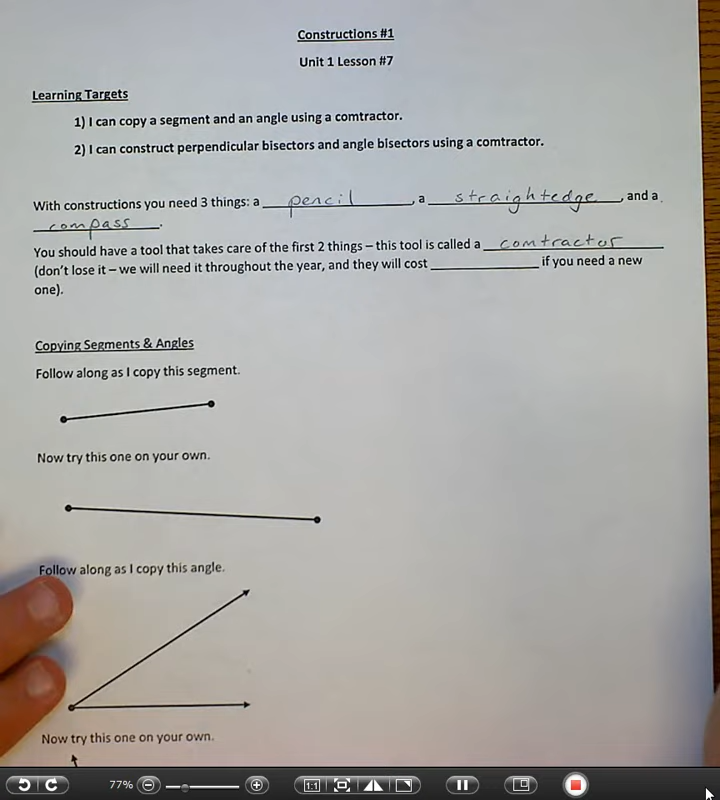 Constructions #1
Unit 1 Lesson #7
Learning Targets
1) I can copy a segment and an angle using a comtractor.
2) I can construct perpendicular bisectors and angle bisectors using a comtractor.
With constructions you need 3 things: a pencil, a straightedge, and a
compass.
You should have a tool that takes care of the first 2 things – this tool is called a comtractor
(don't lose it – we will need it throughout the year, and they will cost ____________ if you need a new
one).
Copying Segments & Angles
Follow along as I copy this segment.
Now try this one on your own.
Follow along as I copy this angle.
Now try this one on your own.
77% 1:1